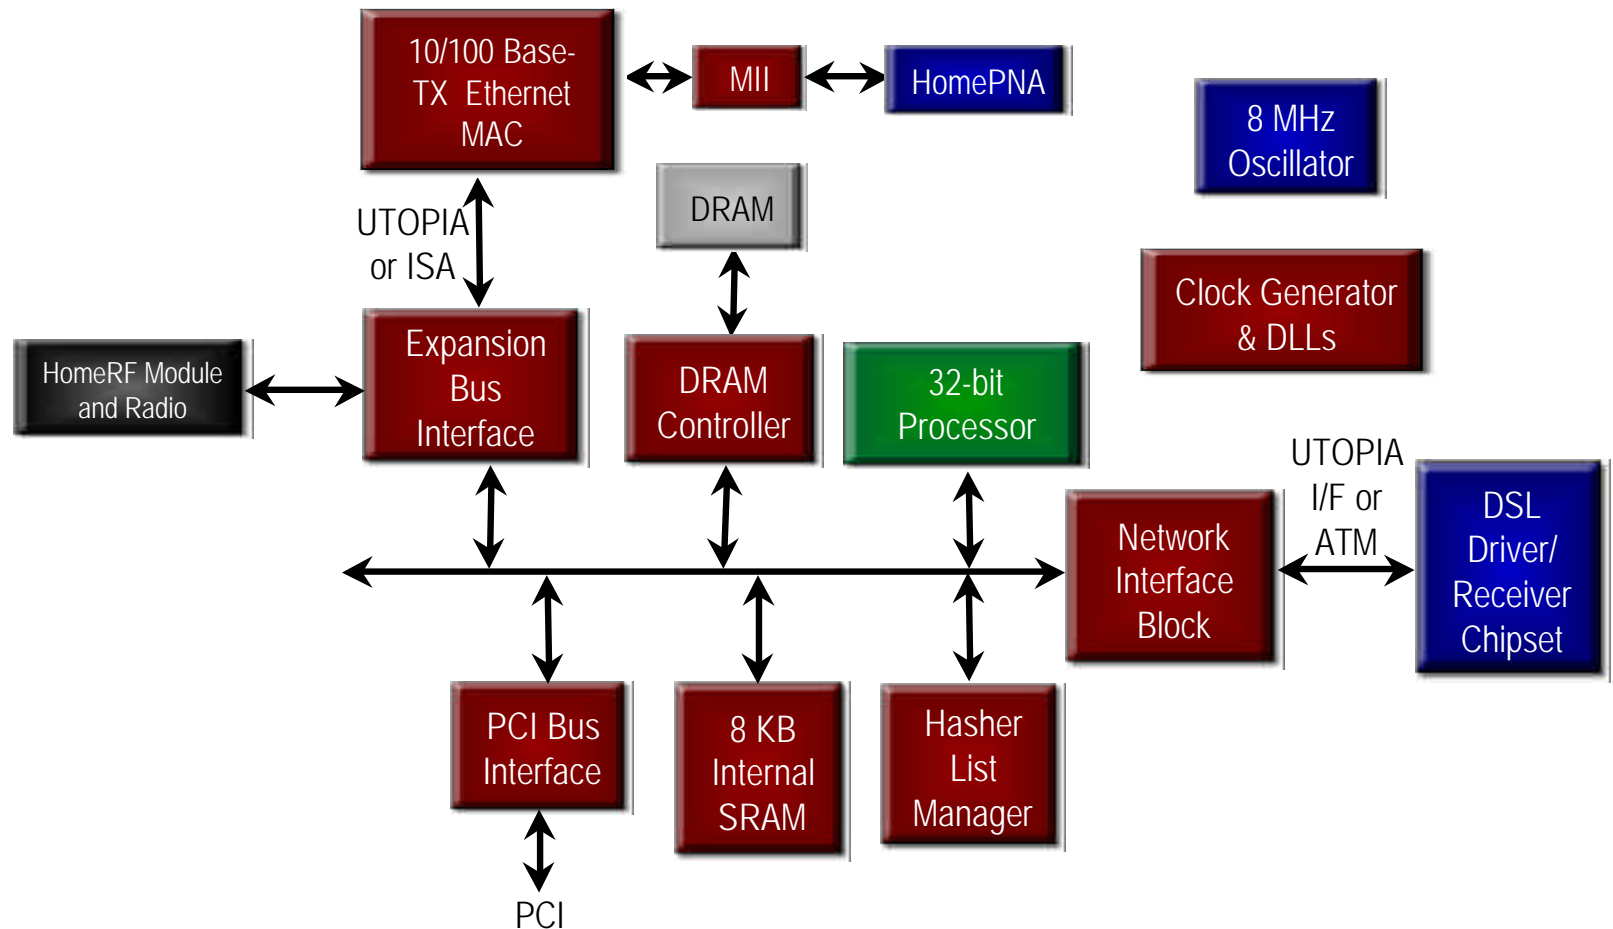 10/100 Base-
TX Ethernet
MAC
MII
HomePNA
8 MHz
Oscillator
DRAM
UTOPIA
or ISA
Clock Generator
& DLLs
Expansion
Bus
Interface
HomeRF Module
and Radio
DRAM
Controller
32-bit
Processor
UTOPIA
I/F or
ATM
Network
Interface
Block
DSL
Driver/
Receiver
Chipset
PCI Bus
Interface
8 KB
Internal
SRAM
Hasher
List
Manager
PCI